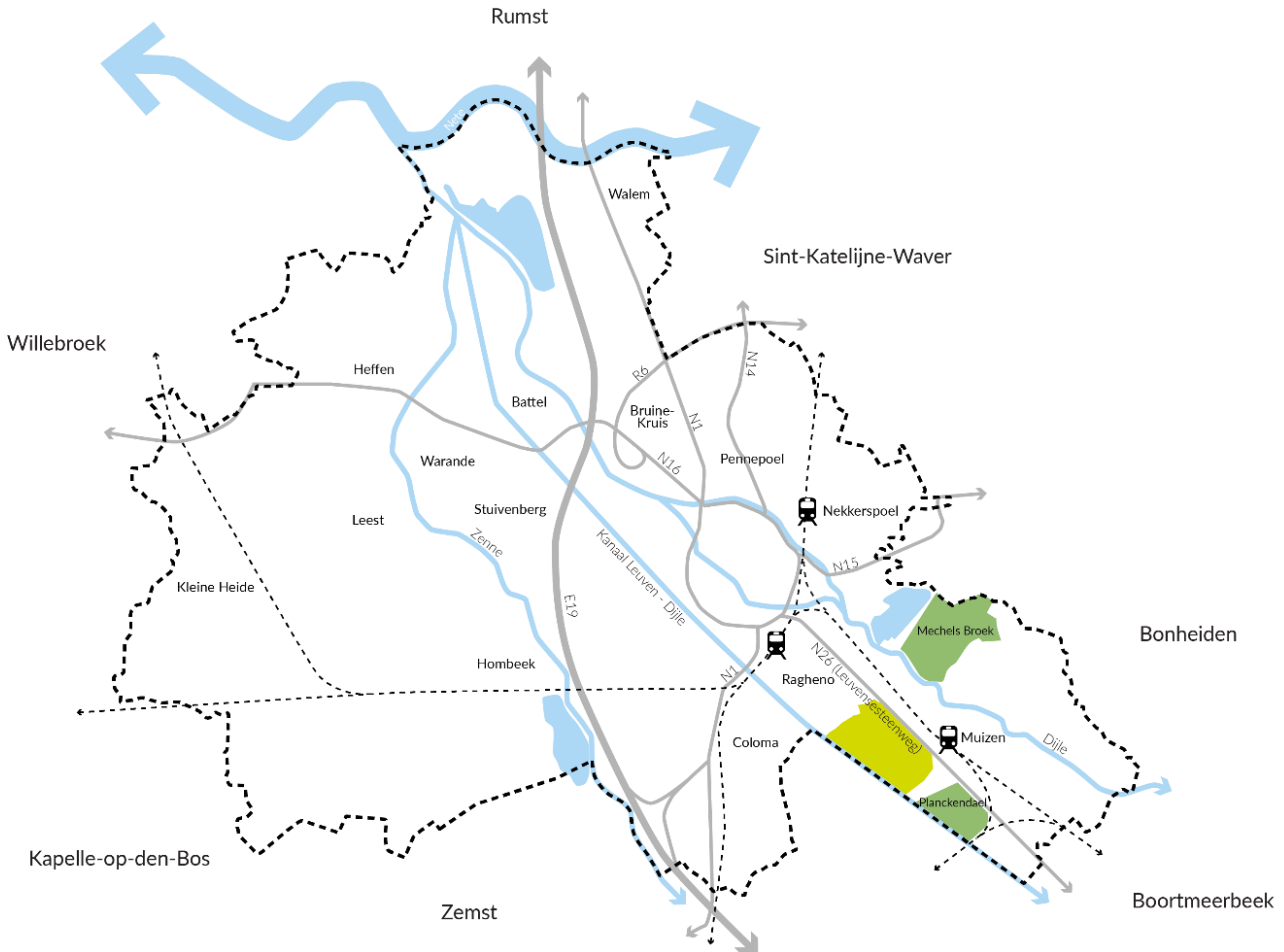 Rumst
Nete
Walem
Sint-Katelijne-Waver
Willebroek
Heffen
R6
N14
Battel
Bruine-
Kruis
N1
Warande
N16
Pennepoel
Stuivenberg
Leest
Nekkerspoel
Zenne
Kanaal Leuven - Dijle
N15
Kleine Heide
E19
Mechels Broek
Bonheiden
Hombeek
N1
Ragheno
N26 (Leuvensesteenweg)
Coloma
Muizen
Dijle
Planckendael
Kapelle-op-den-Bos
Zemst
Boortmeerbeek